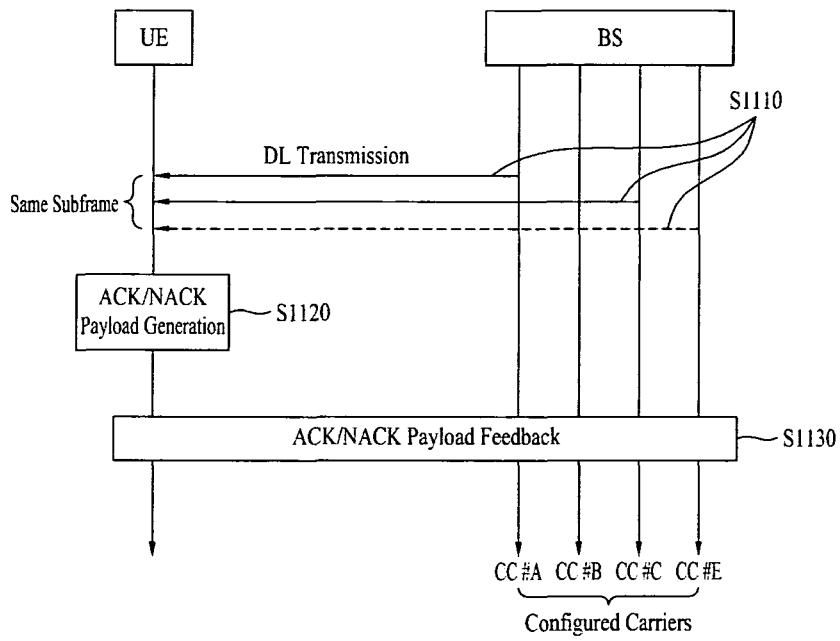 UE
BS
S1110
DL Transmission
Same Subframe
ACK/NACK
Payload Generation
S1120
ACK/NACK Payload Feedback
S1130
CC #A CC #B CC #C CC #E
Configured Carriers